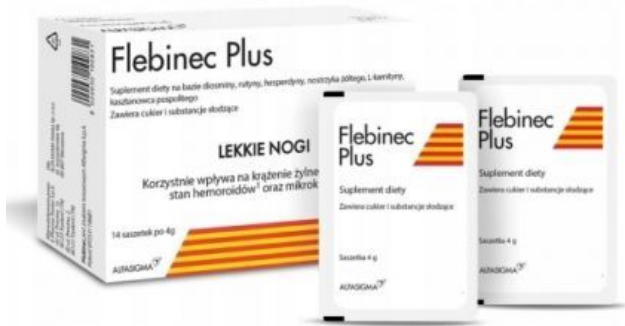 Flebinec Plus
Suplement diety na bazie diosminy, rutyny, hesperdyny, nostrzyka żółtego, L-karnityny,
kasztanowca pospolitego
Zawiera cukier i substancje słodzące
LEKKIE NOGI
Korzystnie wpływa na krążenie żylne
stan hemoroidów¹ oraz mikrok
14 saszetek po 4g
ALFASIGMA
Flebinec
Plus
Suplement diety
Zawiera cukier i substancje słodzące
Saszetka 4 g
ALFASIGMA
Flebinec
Plus
Suplement diety
Zawiera cukier i substancje słodzące
Saszetka 4 g
ALFASIGMA